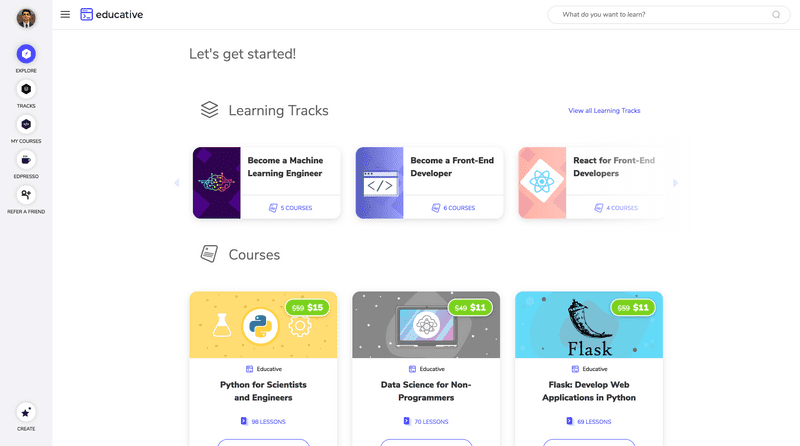 educative
What do you want to learn?
EXPLORE
TRACKS
MY COURSES
EDPRESSO
REFER A FRIEND
CREATE
Let's get started!
Learning Tracks
View all Learning Tracks
Become a Machine
Learning Engineer
5 COURSES
Become a Front-End
Developer
6 COURSES
React for Front-End
Developers
4 COURSES
Courses
$59 $15
Educative
Python for Scientists
and Engineers
98 LESSONS
$49 $11
Educative
Data Science for Non-
Programmers
70 LESSONS
$59 $11
Flask
Educative
Flask: Develop Web
Applications in Python
69 LESSONS